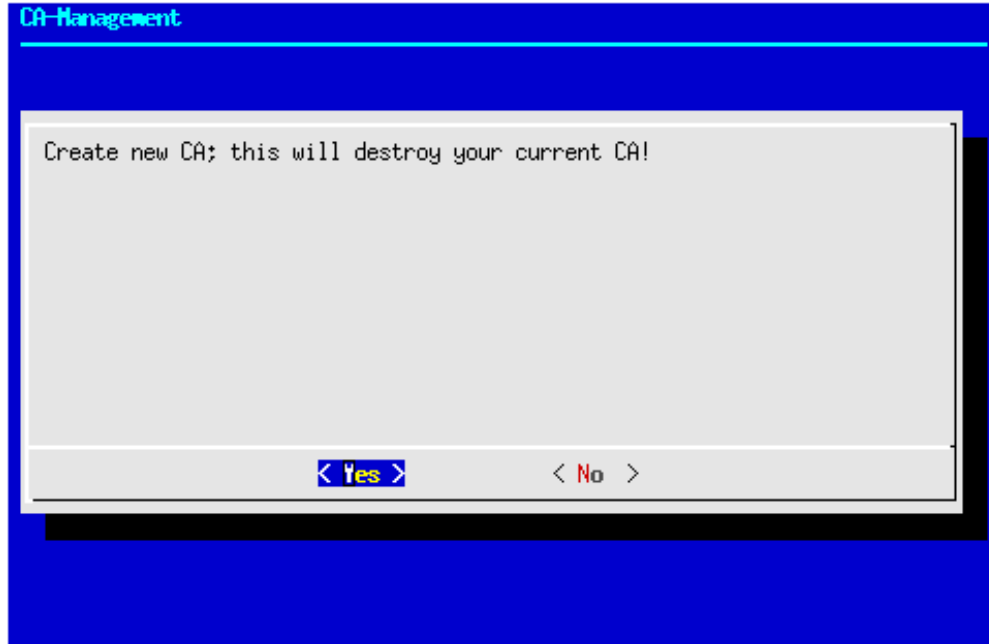 CA-Management
Create new CA; this will destroy your current CA!
< Yes > < No >